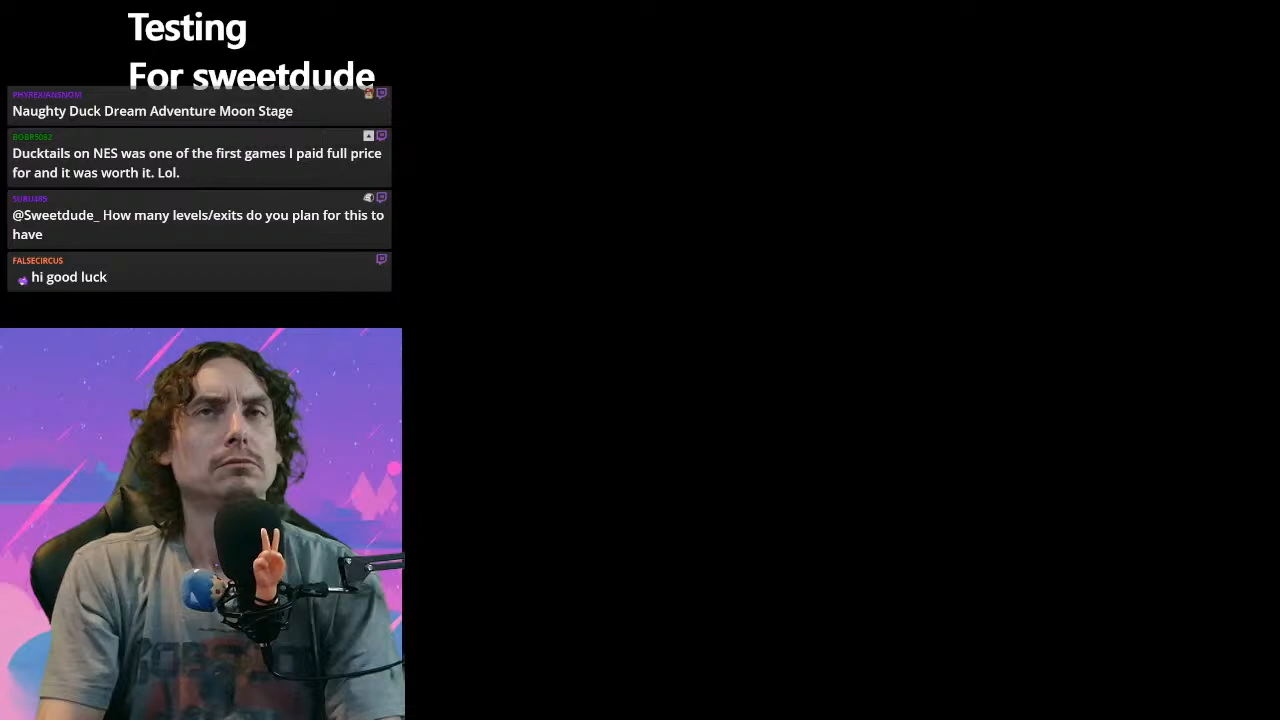 Testing
For sweetdude
PHYREXIANSNOM
Naughty Duck Dream Adventure Moon Stage
Ducktails on NES was one of the first games I paid full price
for and it was worth it. Lol.
@Sweetdude_ How many levels/exits do you plan for this to
have
FALSECIRCUS
hi good luck